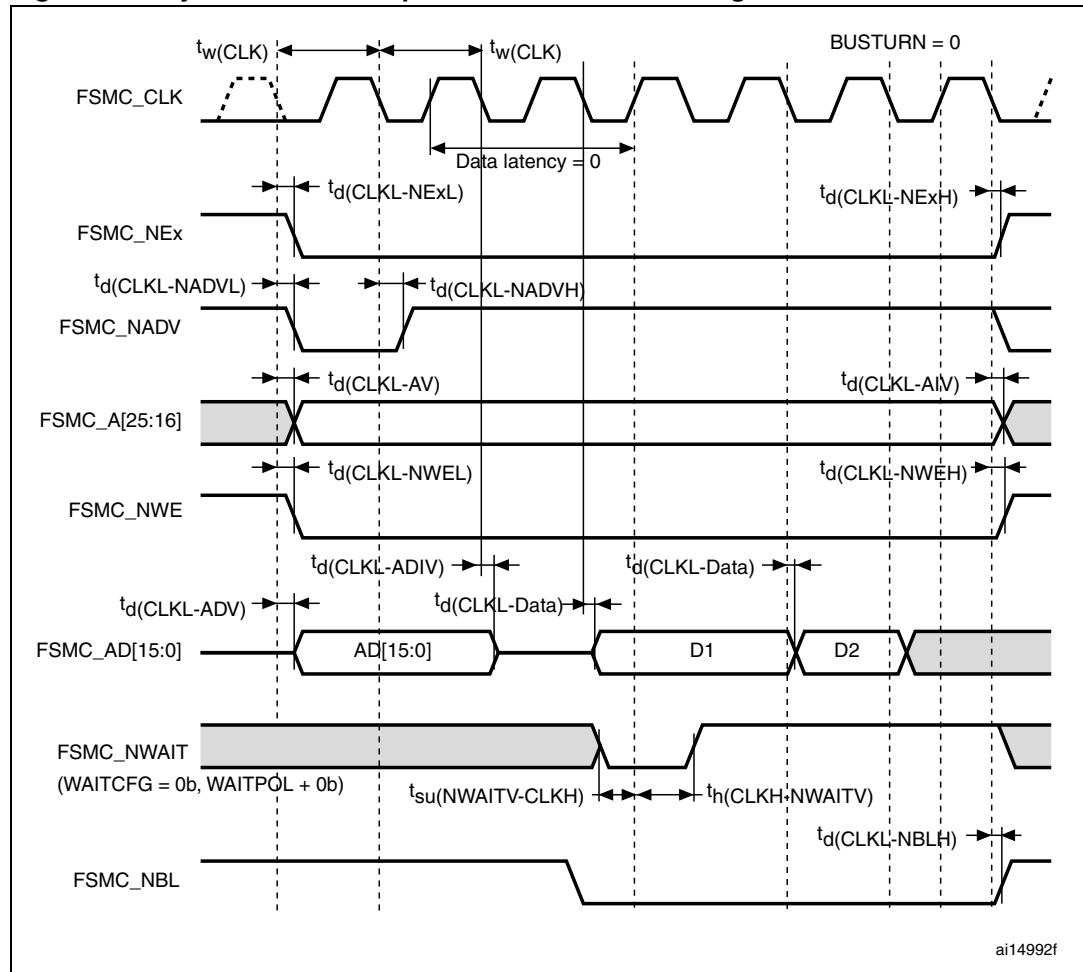 tw(CLK)
tw(CLK)
BUSTURN = 0
FSMC_CLK
Data latency = 0
td(CLKL-NExL)
td(CLKL-NExH)
FSMC_NEx
td(CLKL-NADVL)
td(CLKL-NADVH)
FSMC_NADV
td(CLKL-AV)
td(CLKL-AIV)
FSMC_A[25:16]
td(CLKL-NWEL)
td(CLKL-NWEH)
FSMC_NWE
td(CLKL-ADIV)
td(CLKL-Data)
td(CLKL-ADV)
td(CLKL-Data)
FSMC_AD[15:0]
AD[15:0]
D1
D2
FSMC_NWAIT
(WAITCFG = 0b, WAITPOL + 0b)
tsu(NWAITV-CLKH)
th(CLKH-NWAITV)
td(CLKL-NBLH)
FSMC_NBL
ai14992f